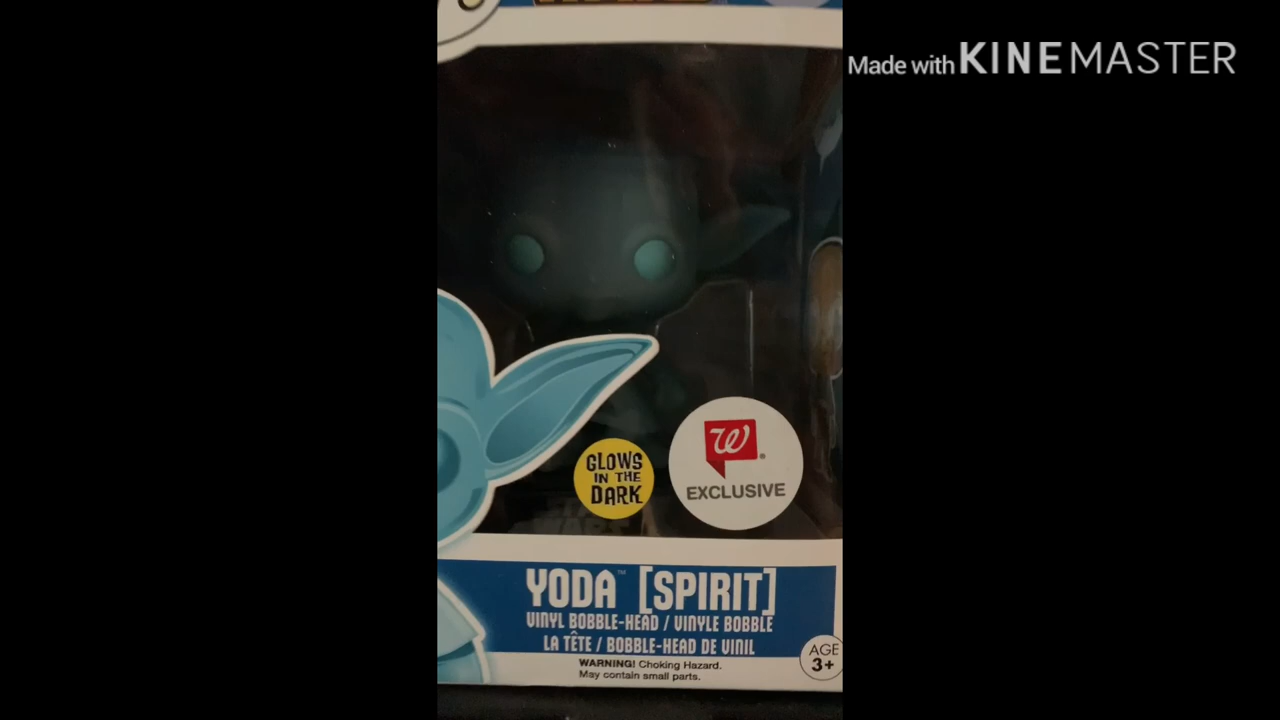 Made with KINEMASTER
GLOWS
IN THE
DARK
W
EXCLUSIVE
YODA™ [SPIRIT]
VINYL BOBBLE-HEAD / VINYLE BOBBLE
LA TÊTE / BOBBLE-HEAD DE VINIL
WARNING! Choking Hazard.
May contain small parts.
AGE
3+